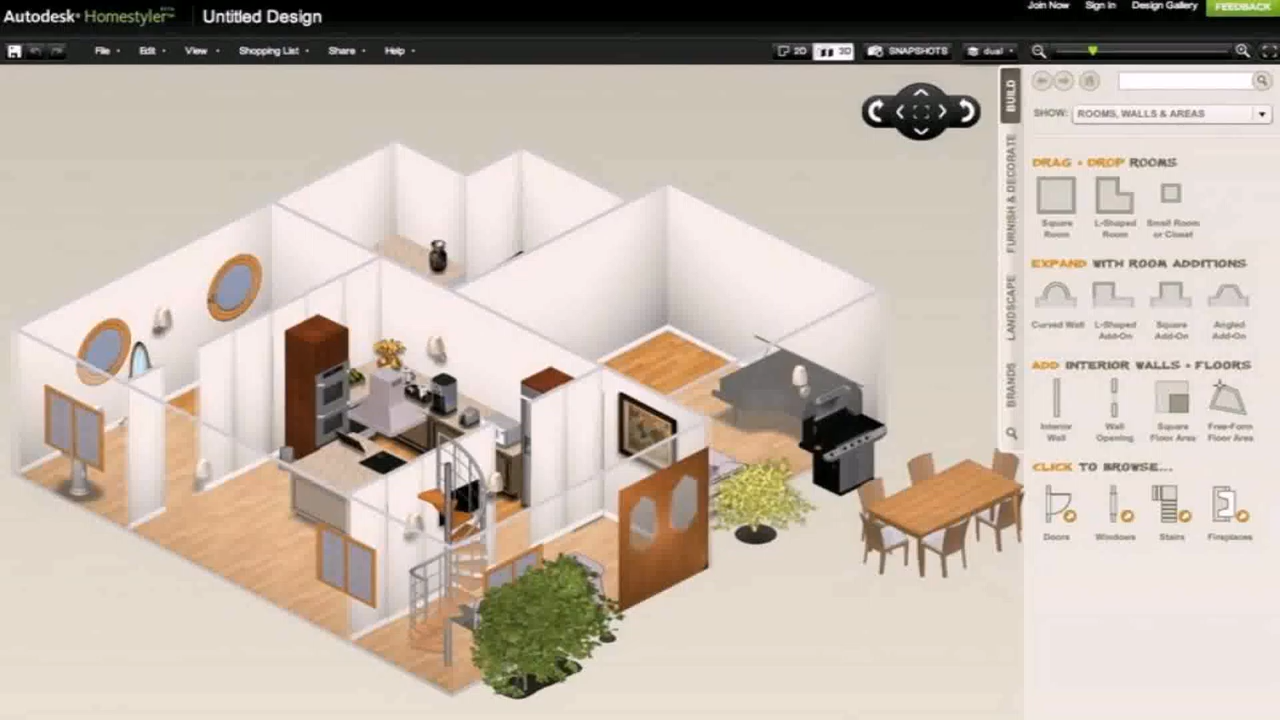 Autodesk® Homestyler™ BETA
Untitled Design
Join Now Sign In Design Gallery FEEDBACK
File Edit View Shopping List Share Help
2D 3D SNAPSHOTS dual
BUILD
FURNISH & DECORATE
LANDSCAPE
BRANDS
SHOW: ROOMS, WALLS & AREAS
DRAG + DROP ROOMS
Square Room
L-Shaped Room
Small Room or Closet
EXPAND WITH ROOM ADDITIONS
Curved Wall
L-Shaped Add-On
Square Add-On
Angled Add-On
ADD INTERIOR WALLS + FLOORS
Interior Wall
Wall Opening
Square Floor Area
Free-Form Floor Area
CLICK TO BROWSE...
Doors Windows Stairs Fireplaces